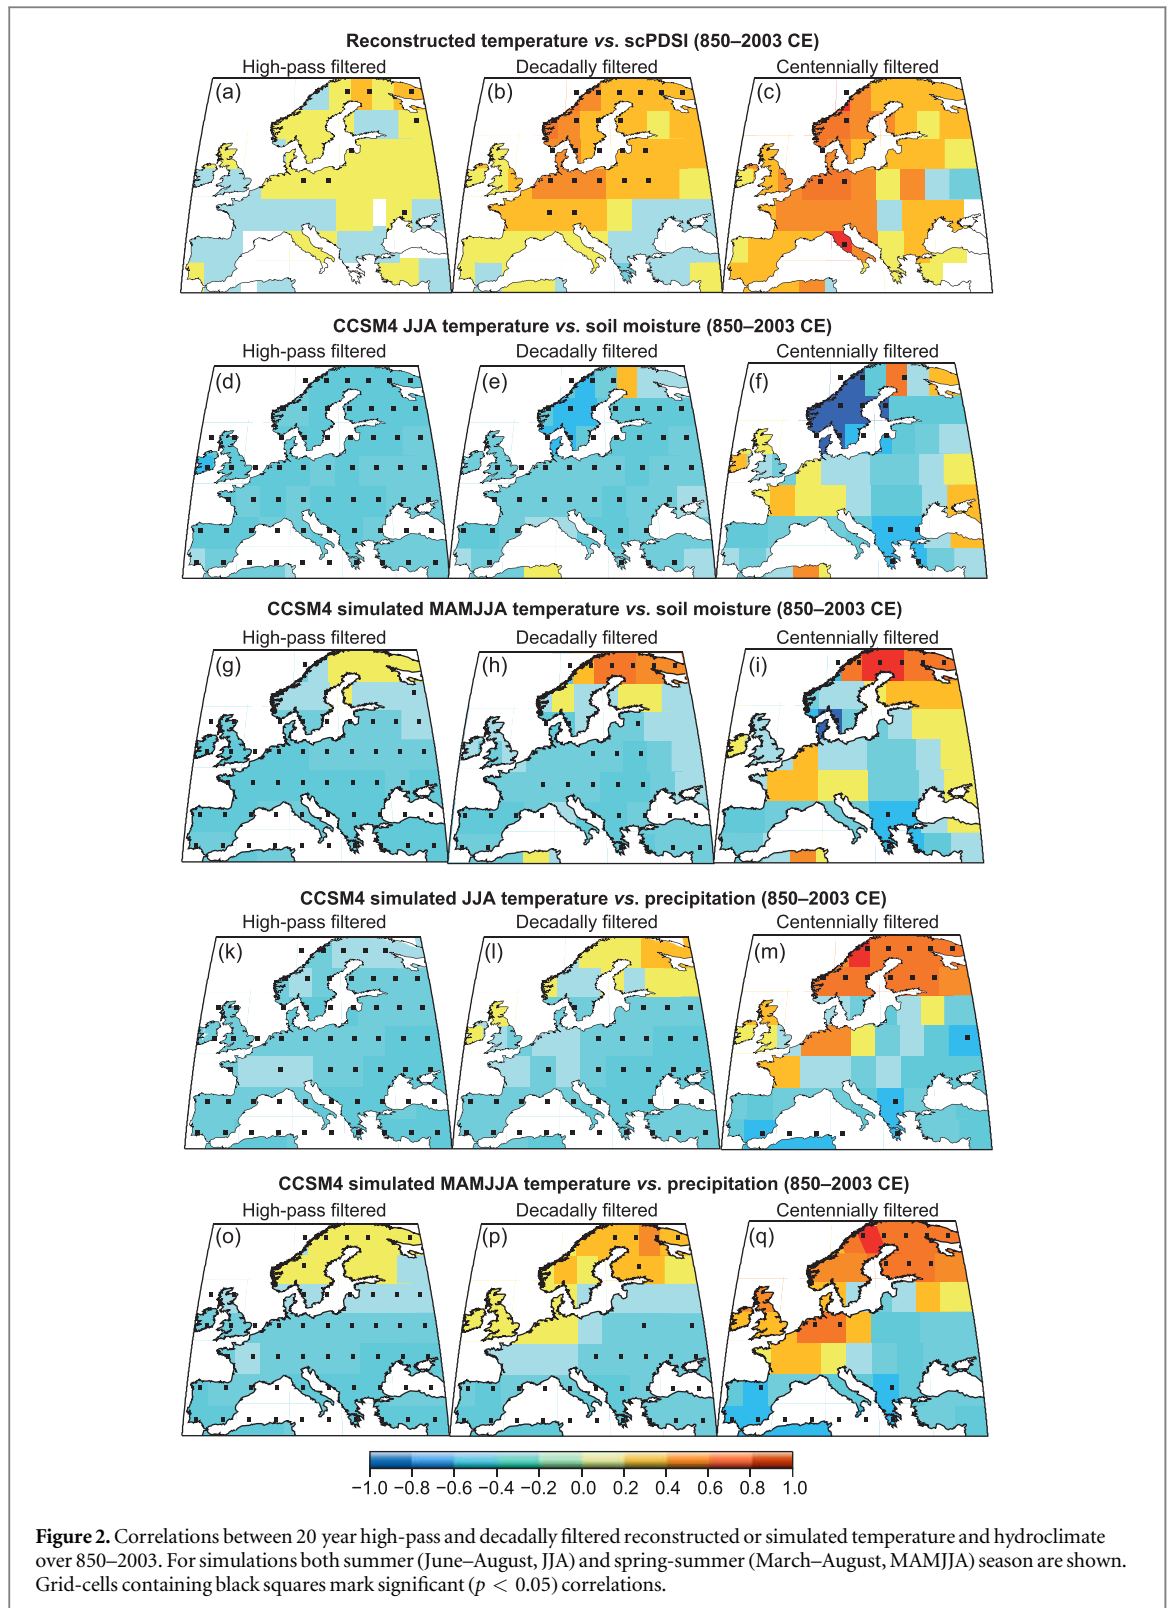 Reconstructed temperature vs. scPDSI (850–2003 CE)
High-pass filtered Decadally filtered Centennially filtered
(a) (b) (c)
CCSM4 JJA temperature vs. soil moisture (850–2003 CE)
High-pass filtered Decadally filtered Centennially filtered
(d) (e) (f)
CCSM4 simulated MAMJJA temperature vs. soil moisture (850–2003 CE)
High-pass filtered Decadally filtered Centennially filtered
(g) (h) (i)
CCSM4 simulated JJA temperature vs. precipitation (850–2003 CE)
High-pass filtered Decadally filtered Centennially filtered
(k) (l) (m)
CCSM4 simulated MAMJJA temperature vs. precipitation (850–2003 CE)
High-pass filtered Decadally filtered Centennially filtered
(o) (p) (q)
−1.0 −0.8 −0.6 −0.4 −0.2 0.0 0.2 0.4 0.6 0.8 1.0
Figure 2. Correlations between 20 year high-pass and decadally filtered reconstructed or simulated temperature and hydroclimate
over 850–2003. For simulations both summer (June–August, JJA) and spring-summer (March–August, MAMJJA) season are shown.
Grid-cells containing black squares mark significant (p < 0.05) correlations.